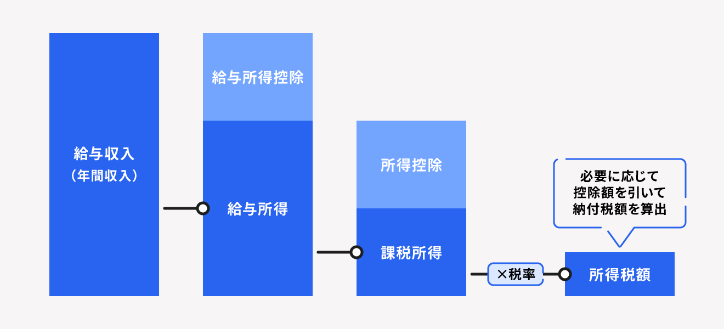 給与収入
（年間収入）
給与所得控除
給与所得
所得控除
課税所得
×税率
必要に応じて
控除額を引いて
納付税額を算出
所得税額